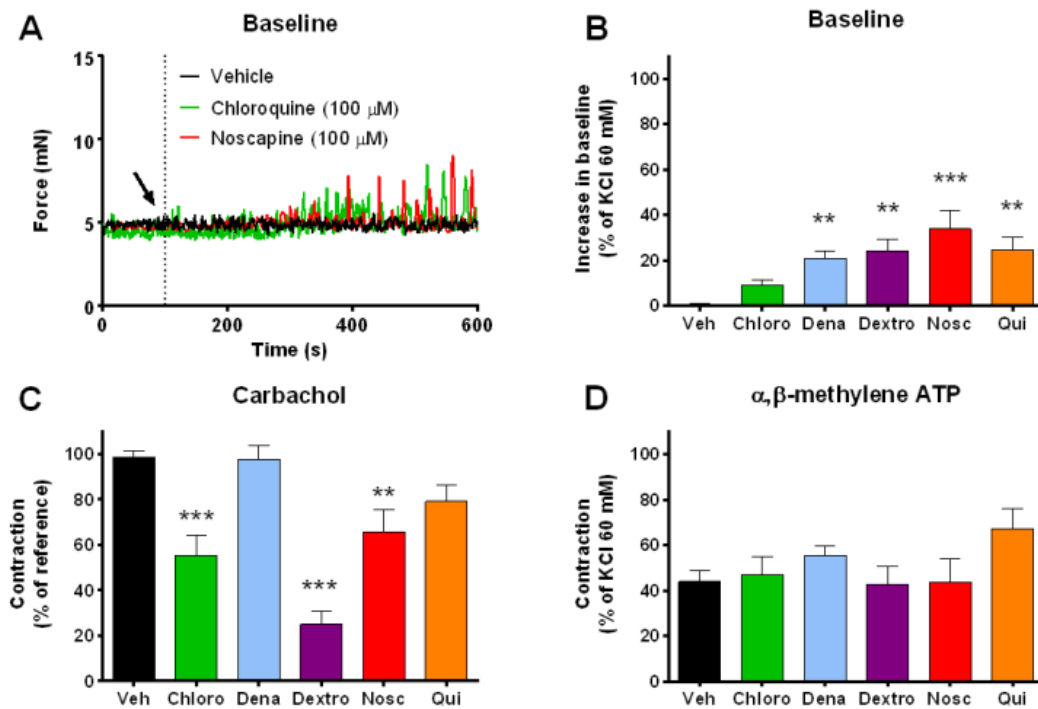 A
Baseline
15
10
5
0
Force (mN)
Vehicle
Chloroquine (100 μM)
Noscapine (100 μM)
0
200
400
600
Time (s)
B
Baseline
100
80
60
40
20
0
Increase in baseline
(% of KCl 60 mM)
**
**
***
**
Veh
Chloro
Dena
Dextro
Nosc
Qui
C
Carbachol
100
80
60
40
20
0
Contraction
(% of reference)
***
***
**
Veh
Chloro
Dena
Dextro
Nosc
Qui
D
α,β-methylene ATP
100
80
60
40
20
0
Contraction
(% of KCl 60 mM)
Veh
Chloro
Dena
Dextro
Nosc
Qui